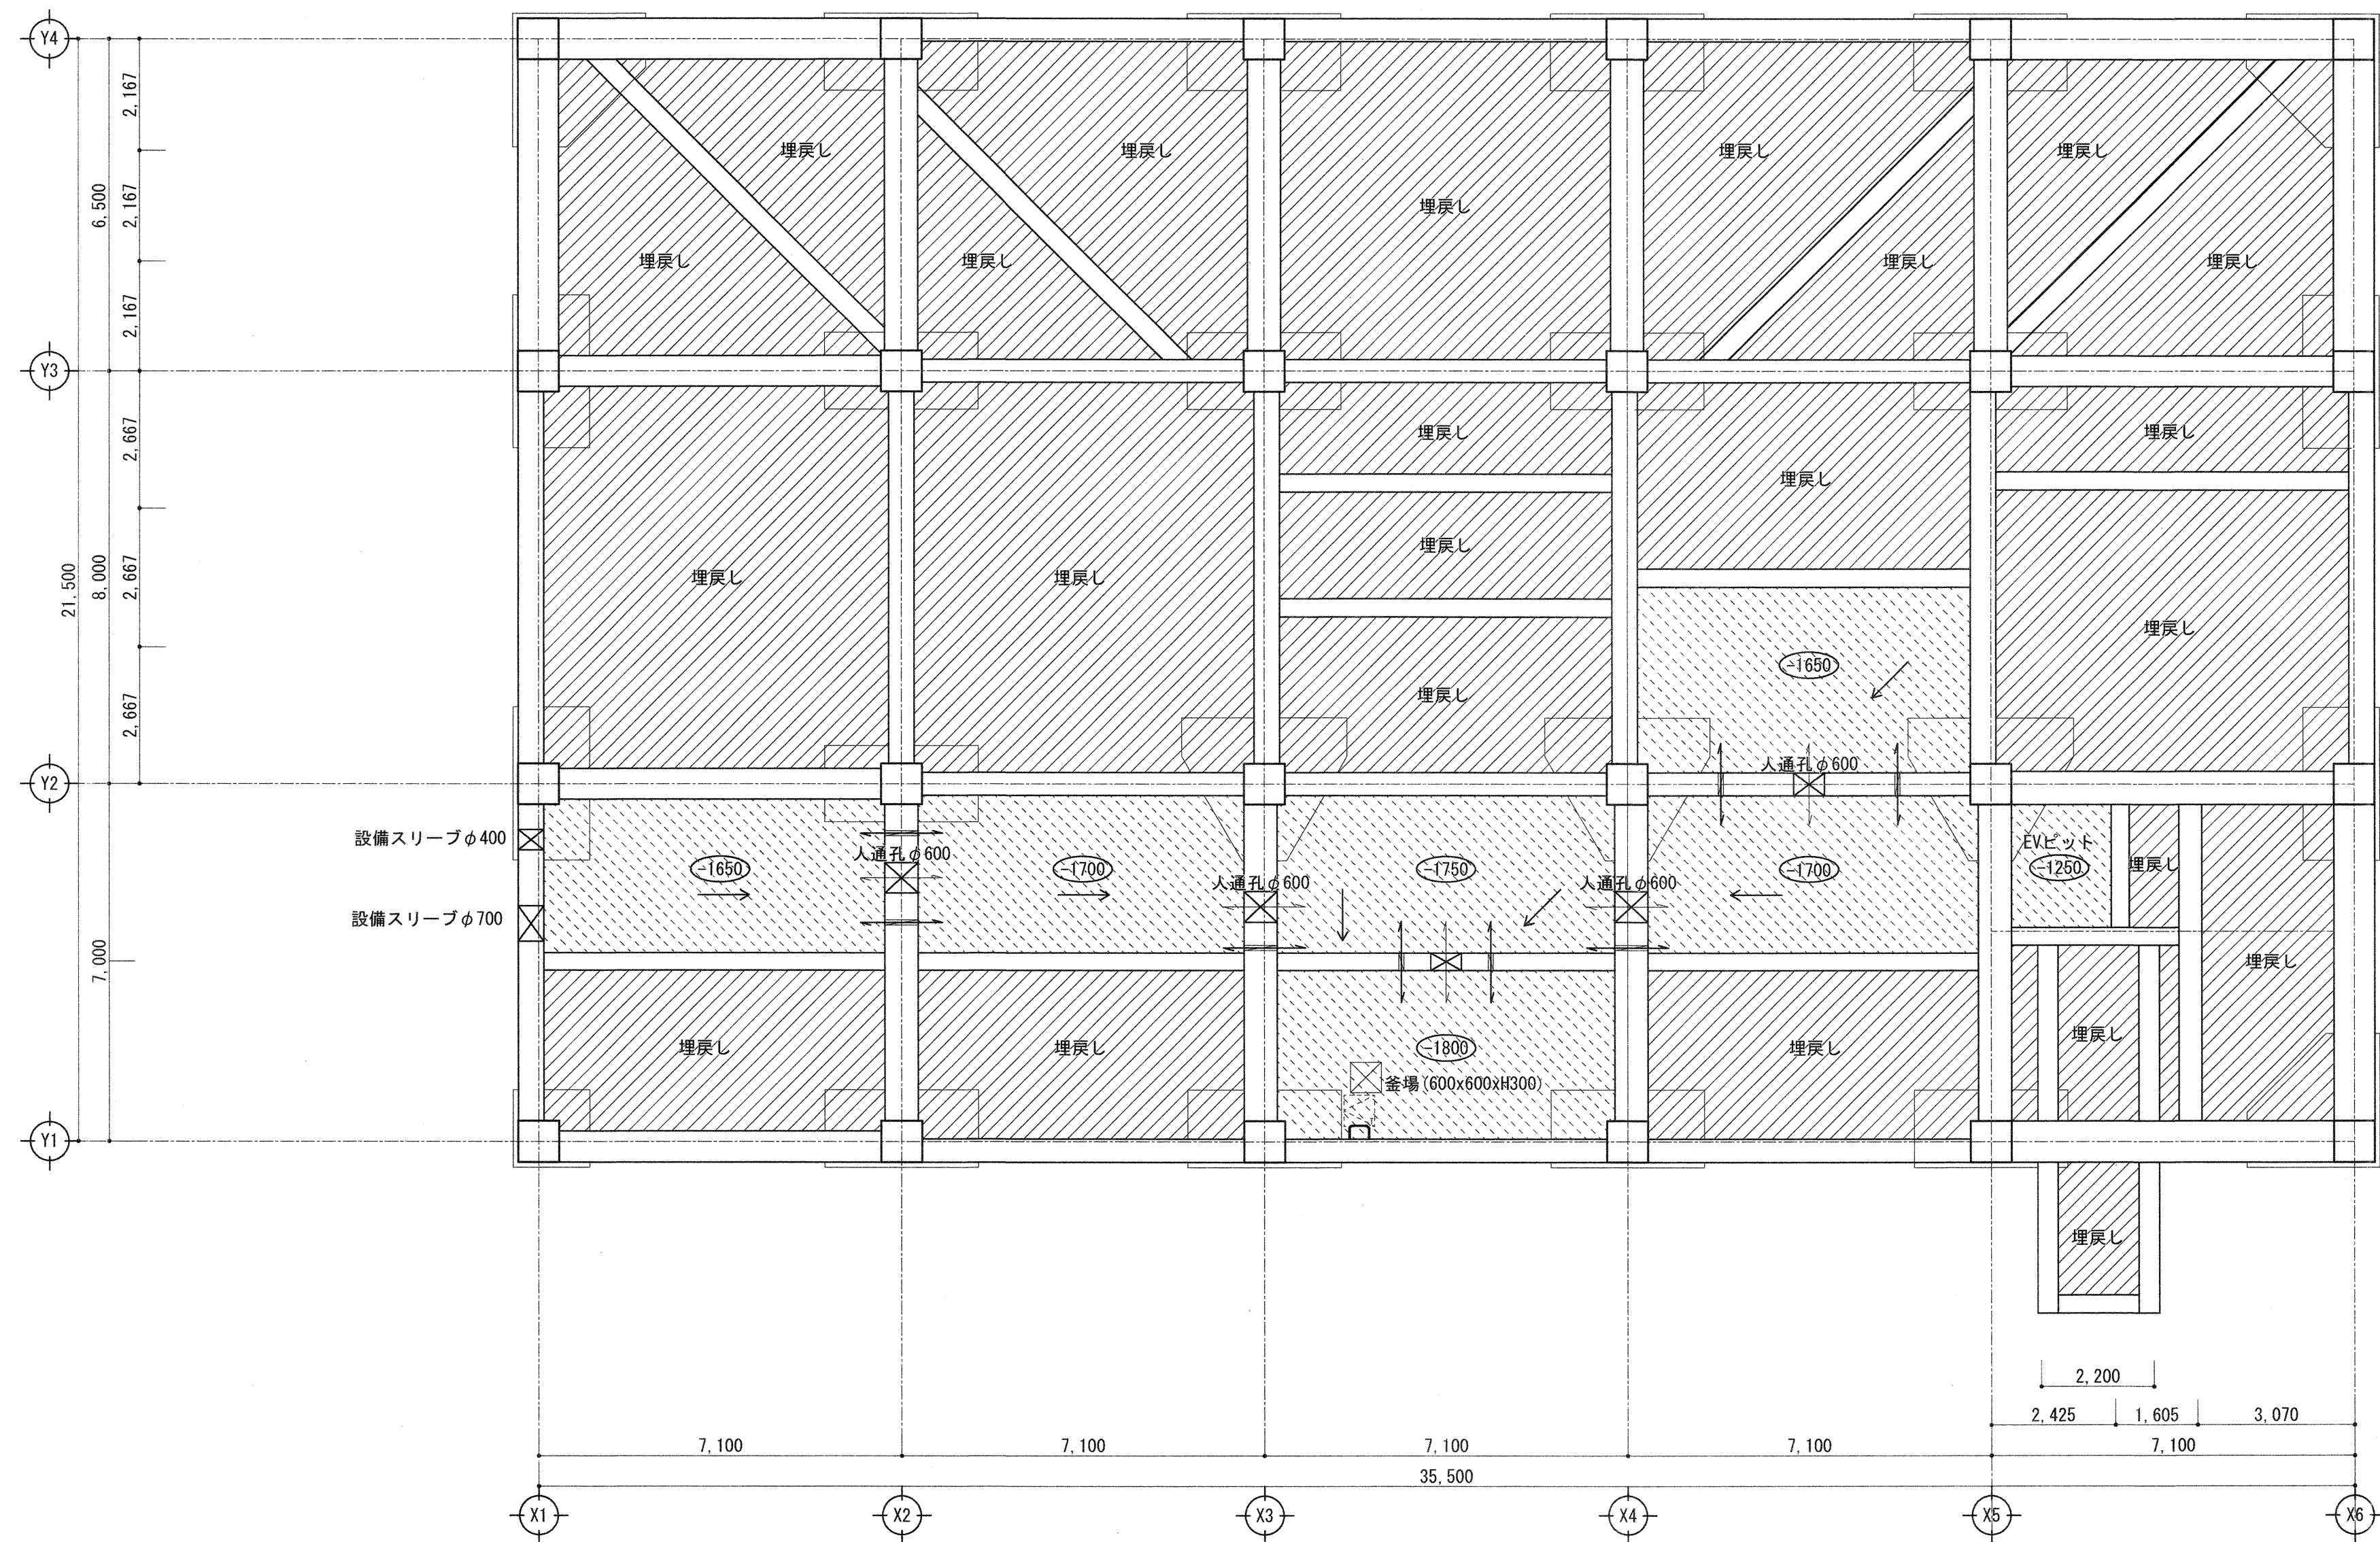 Y4
2,167
埋戻し
埋戻し
埋戻し
埋戻し
6,500
2,167
埋戻し
埋戻し
埋戻し
埋戻し
埋戻し
2,167
Y3
2,667
埋戻し
埋戻し
埋戻し
21,500
8,000
2,667
埋戻し
埋戻し
埋戻し
埋戻し
-1650
2,667
埋戻し
Y2
人通孔φ600
設備スリーブφ400
人通孔φ600
EVピット
-1650
-1700
-1750
-1700
-1250
埋戻し
人通孔φ600
人通孔φ600
設備スリーブφ700
7,000
埋戻し
埋戻し
埋戻し
埋戻し
-1800
埋戻し
釜場(600x600xH300)
Y1
埋戻し
2,200
2,425
1,605
3,070
7,100
7,100
7,100
7,100
7,100
35,500
X1
X2
X3
X4
X5
X6